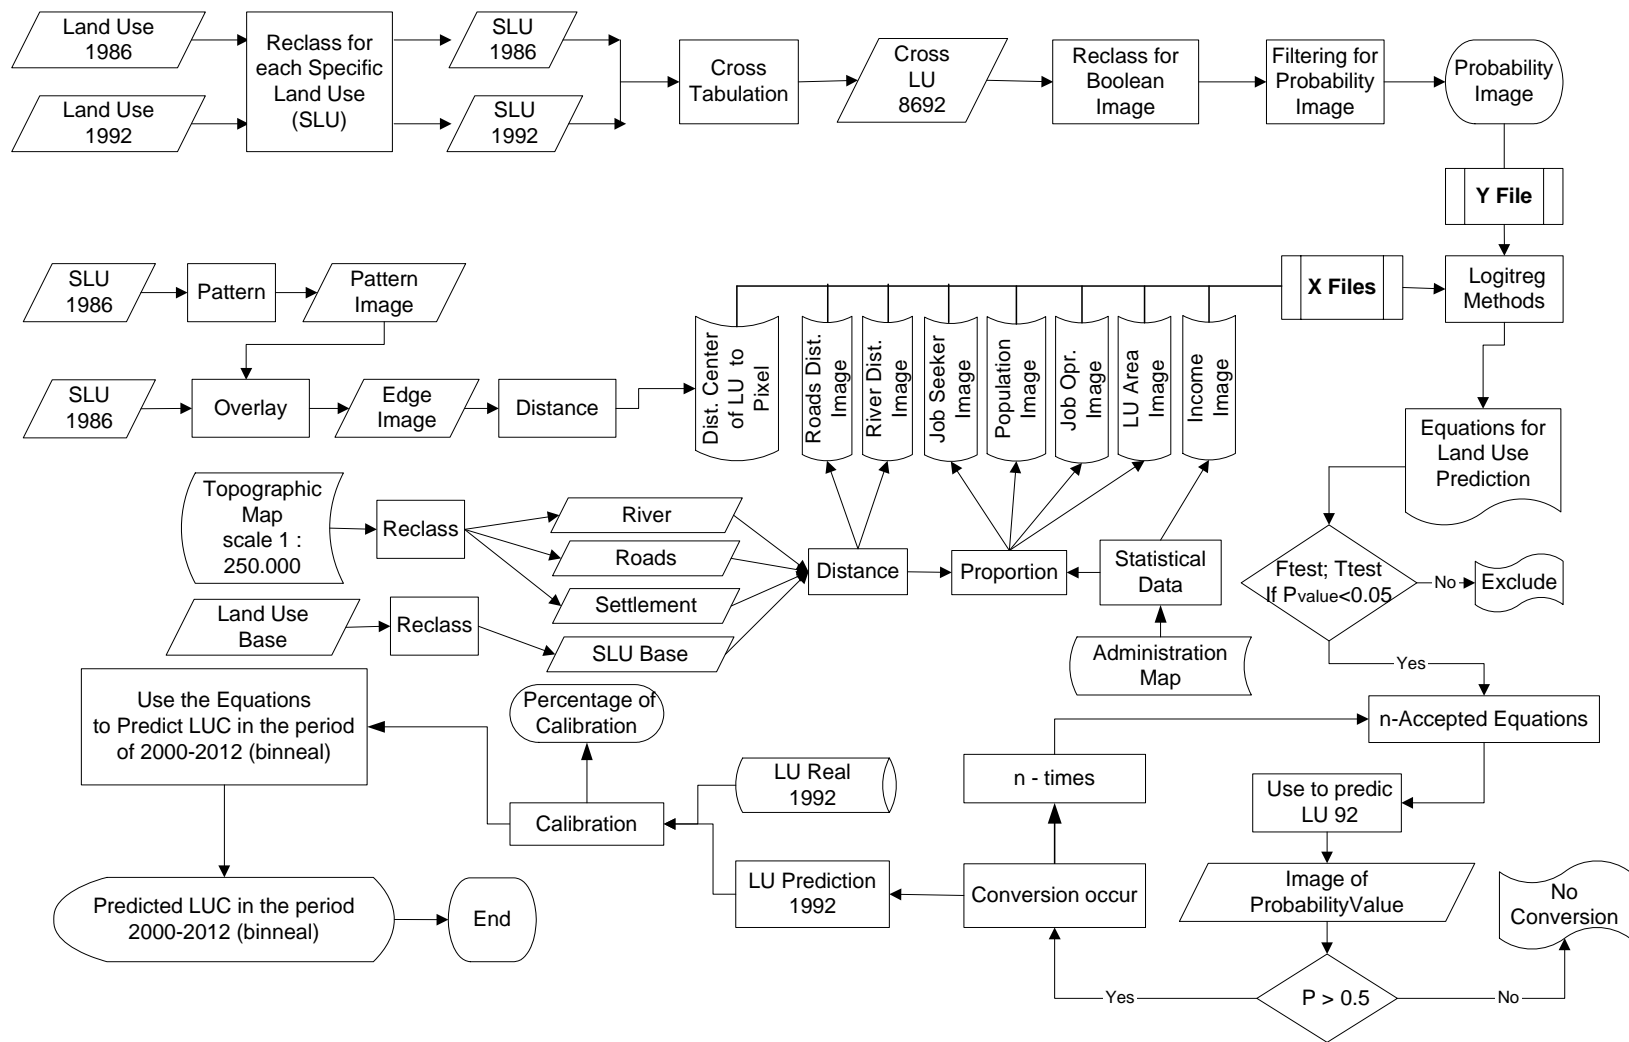 Land Use
1986
Reclass for
each Specific
Land Use
(SLU)
SLU
1986
Cross
Tabulation
Cross
LU
8692
Reclass for
Boolean
Image
Filtering for
Probability
Image
Probability
Image
Land Use
1992
SLU
1992
Y File
SLU
1986
Pattern
Pattern
Image
X Files
Logitreg
Methods
SLU
1986
Overlay
Edge
Image
Distance
Dist. Center
of LU to
Pixel
Roads Dist.
Image
River Dist.
Image
Job Seeker
Image
Population
Image
Job Opr.
Image
LU Area
Image
Income
Image
Equations for
Land Use
Prediction
Topographic
Map
scale 1 :
250.000
Reclass
River
Roads
Settlement
Distance
Proportion
Statistical
Data
Ftest; Ttest
If Pvalue<0.05
No
Exclude
Land Use
Base
Reclass
SLU Base
Administration
Map
Yes
Use the Equations
to Predict LUC in the period
of 2000-2012 (binneal)
Percentage of
Calibration
n-Accepted Equations
LU Real
1992
n - times
Use to predic
LU 92
Calibration
LU Prediction
1992
Conversion occur
Image of
ProbabilityValue
No
Conversion
Predicted LUC in the period
2000-2012 (binneal)
End
Yes
P > 0.5
No